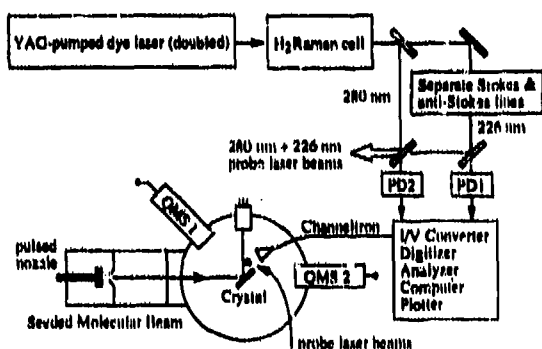 YAG-pumped dye laser (doubled)
H2 Raman cell
Separate Stokes &
anti-Stokes lines
280 nm
226 nm
280 nm + 226 nm
probe laser beams
PD2
PD1
QMS 1
Channeltron
I/V Converter
Digitizer
Analyzer
Computer
Plotter
pulsed
nozzle
QMS 2
Crystal
Seeded Molecular Beam
probe laser beams